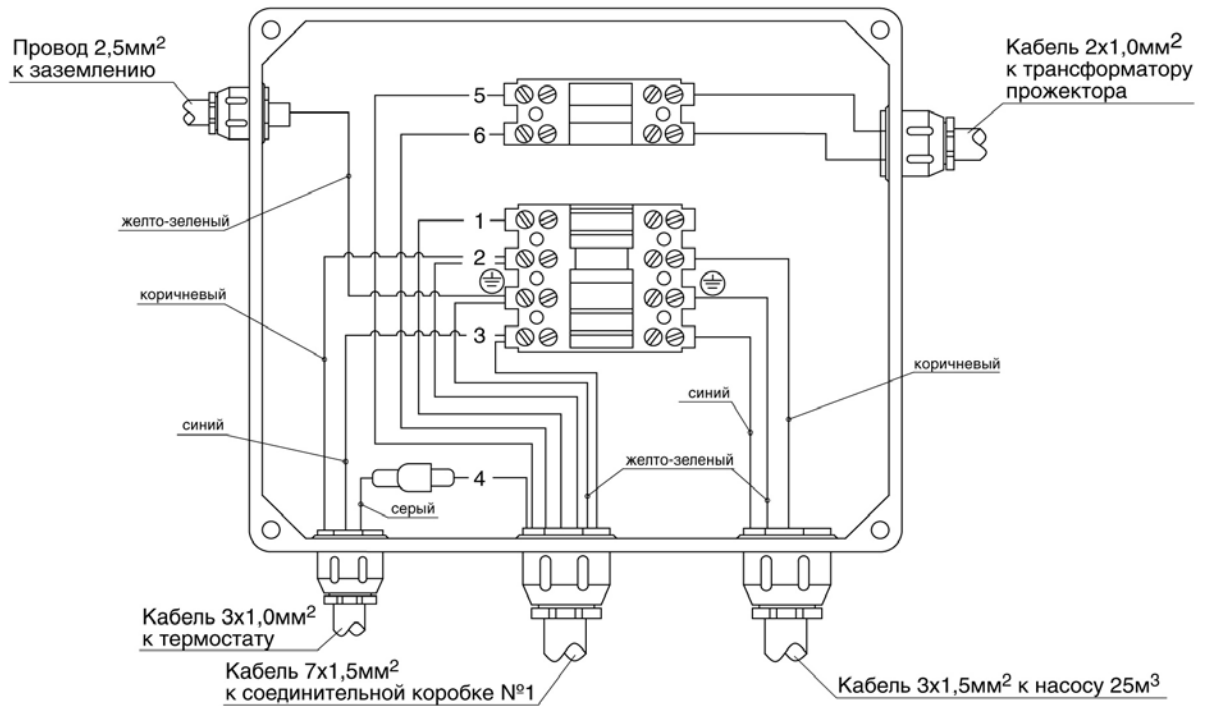 Провод 2,5мм2
к заземлению
Кабель 2х1,0мм2
к трансформатору
прожектора
5
6
желто-зеленый
1
2
коричневый
3
коричневый
синий
синий
желто-зеленый
4
серый
Кабель 3х1,0мм2
к термостату
Кабель 7х1,5мм2
к соединительной коробке №1
Кабель 3х1,5мм2 к насосу 25м3